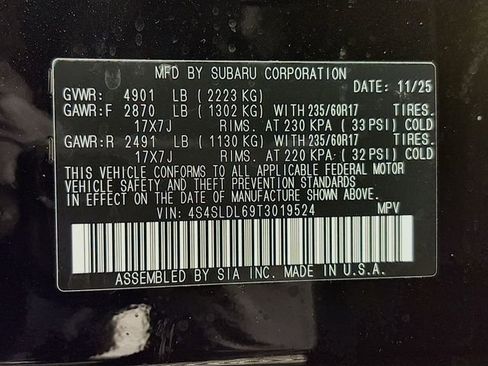 MFD BY SUBARU CORPORATION
GVWR: 4901 LB (2223 KG) DATE: 11/25
GAWR:F 2870 LB (1302 KG) WITH 235/60R17 TIRES.
17X7J RIMS. AT 230 KPA (33 PSI) COLD
GAWR:R 2491 LB (1130 KG) WITH 235/60R17 TIRES.
17X7J RIMS. AT 220 KPA (32 PSI) COLD
THIS VEHICLE CONFORMS TO ALL APPLICABLE FEDERAL MOTOR
VEHICLE SAFETY AND THEFT PREVENTION STANDARDS
IN EFFECT ON THE DATE OF MANUFACTURE SHOWN ABOVE.
VIN: 4S4SLDL69T3019524 MPV
ASSEMBLED BY SIA INC. MADE IN U.S.A.